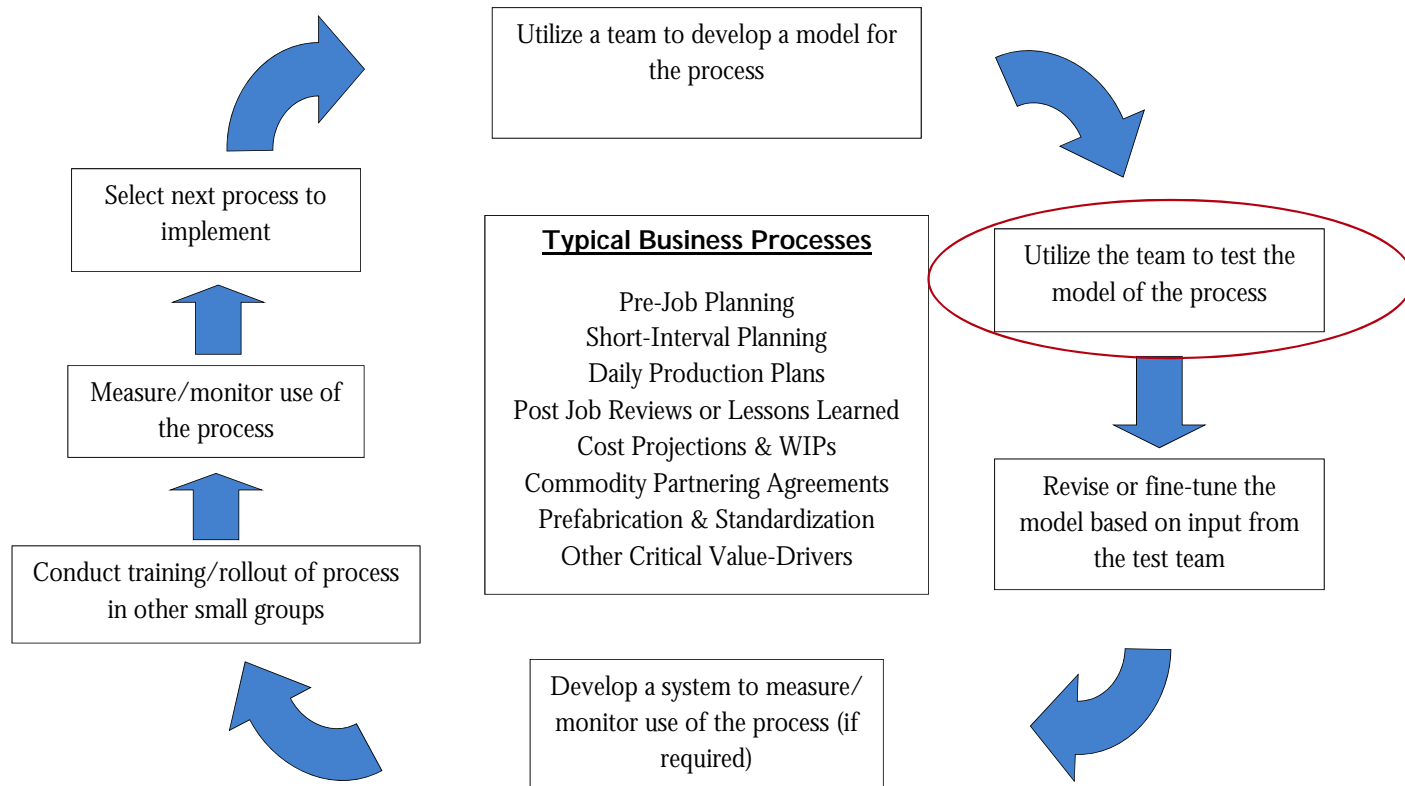 Utilize a team to develop a model for
the process
Utilize the team to test the
model of the process
Revise or fine-tune the
model based on input from
the test team
Develop a system to measure/
monitor use of the process (if
required)
Conduct training/rollout of process
in other small groups
Measure/monitor use of
the process
Select next process to
implement
Typical Business Processes
Pre-Job Planning
Short-Interval Planning
Daily Production Plans
Post Job Reviews or Lessons Learned
Cost Projections & WIPs
Commodity Partnering Agreements
Prefabrication & Standardization
Other Critical Value-Drivers